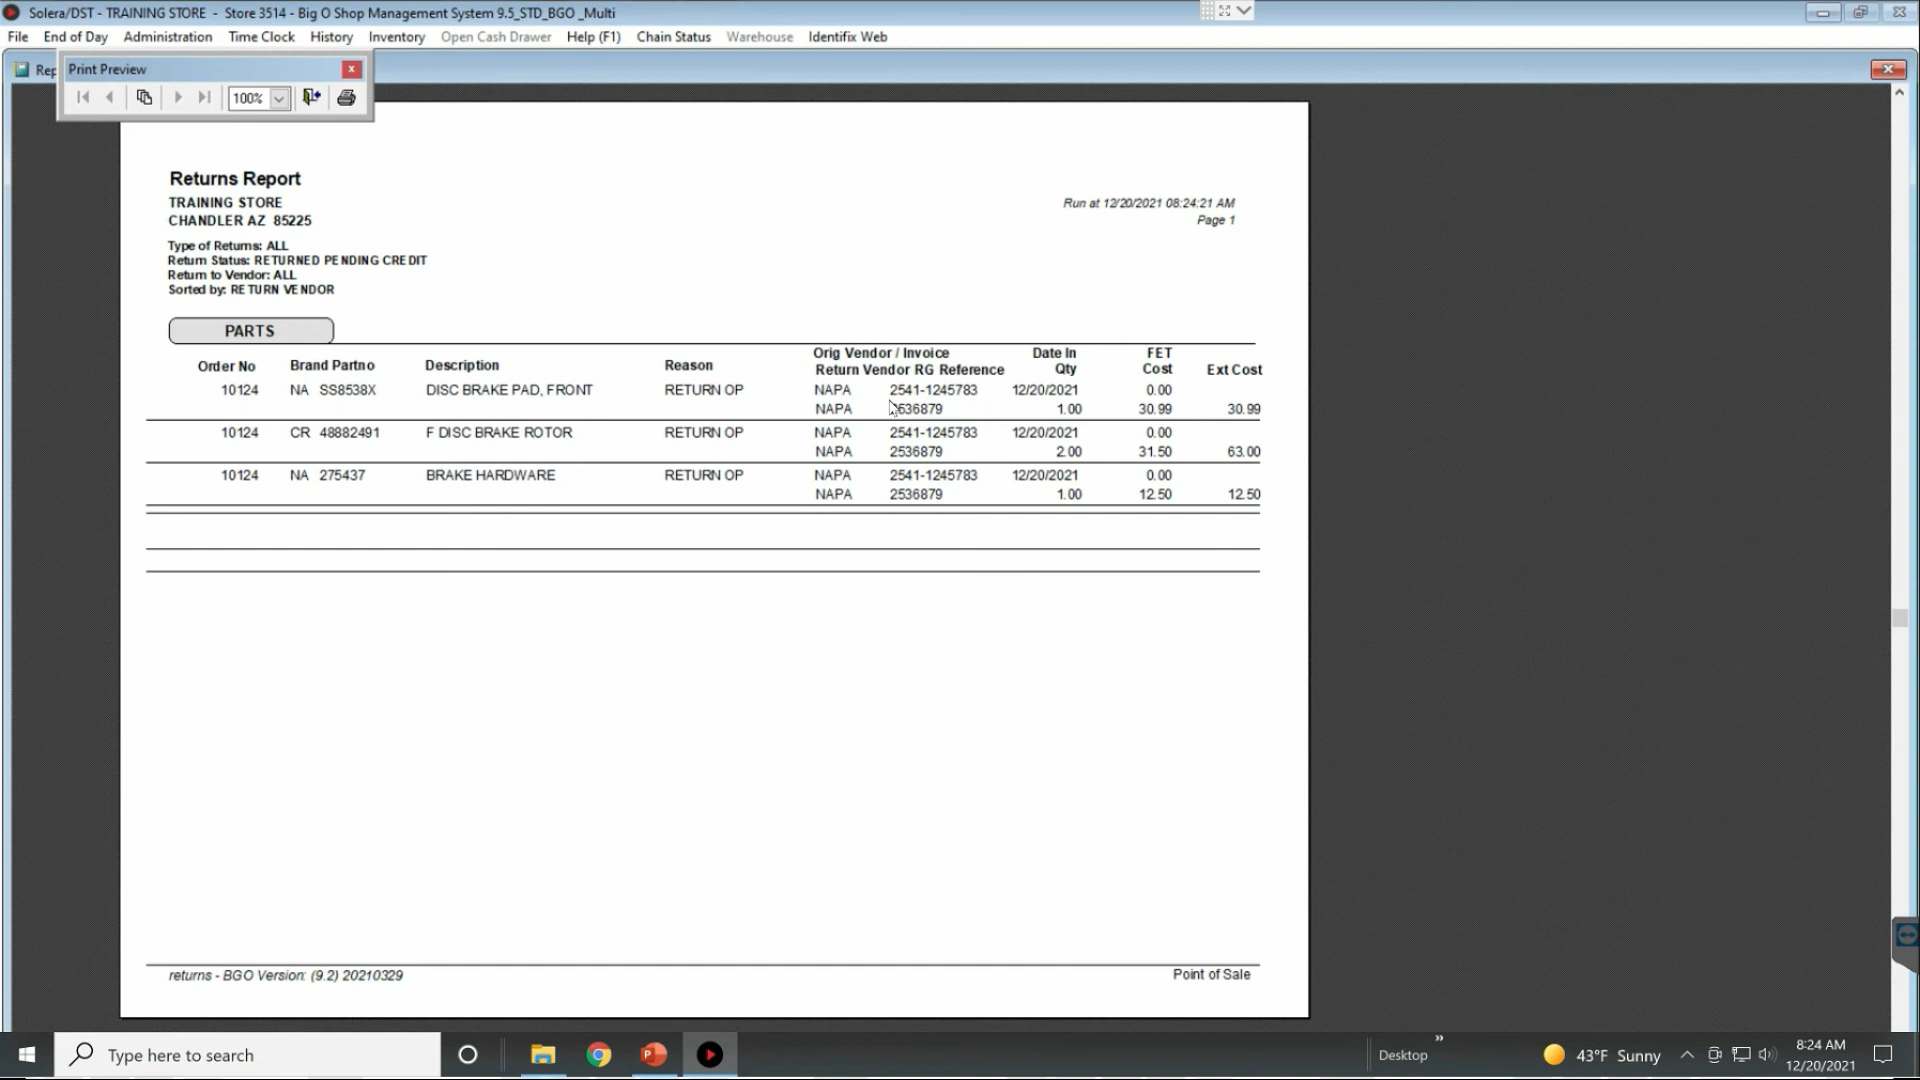 Solera/DST - TRAINING STORE - Store 3514 - Big O Shop Management System 9.5_STD_BGO _Multi
File End of Day Administration Time Clock History Inventory Open Cash Drawer Help (F1) Chain Status Warehouse Identifix Web
Rep Print Preview
100%
Returns Report
TRAINING STORE
CHANDLER AZ 85225
Run at 12/20/2021 08:24:21 AM
Page 1
Type of Returns: ALL
Return Status: RETURNED PENDING CREDIT
Return to Vendor: ALL
Sorted by: RETURN VENDOR
PARTS
Orig Vendor / Invoice Date In FET
Order No Brand Partno Description Reason Return Vendor RG Reference Qty Cost Ext Cost
10124 NA SS8538X DISC BRAKE PAD, FRONT RETURN OP NAPA 2541-1245783 12/20/2021 0.00
NAPA 2536879 1.00 30.99 30.99
10124 CR 48882491 F DISC BRAKE ROTOR RETURN OP NAPA 2541-1245783 12/20/2021 0.00
NAPA 2536879 2.00 31.50 63.00
10124 NA 275437 BRAKE HARDWARE RETURN OP NAPA 2541-1245783 12/20/2021 0.00
NAPA 2536879 1.00 12.50 12.50
returns - BGO Version: (9.2) 20210329 Point of Sale
Type here to search
Desktop
43°F Sunny
8:24 AM
12/20/2021